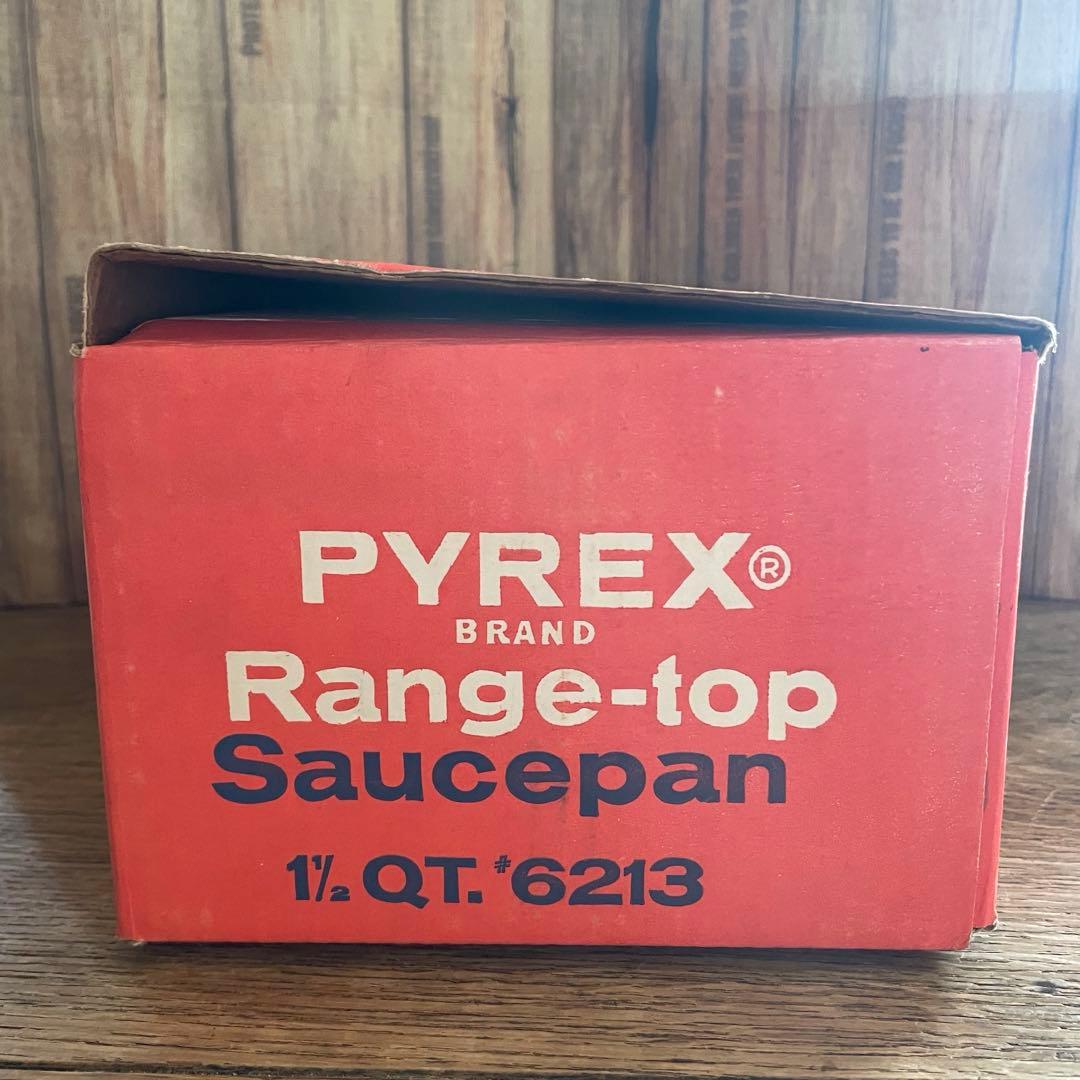 PYREX®
BRAND
Range-top
Saucepan
1½ QT. #6213